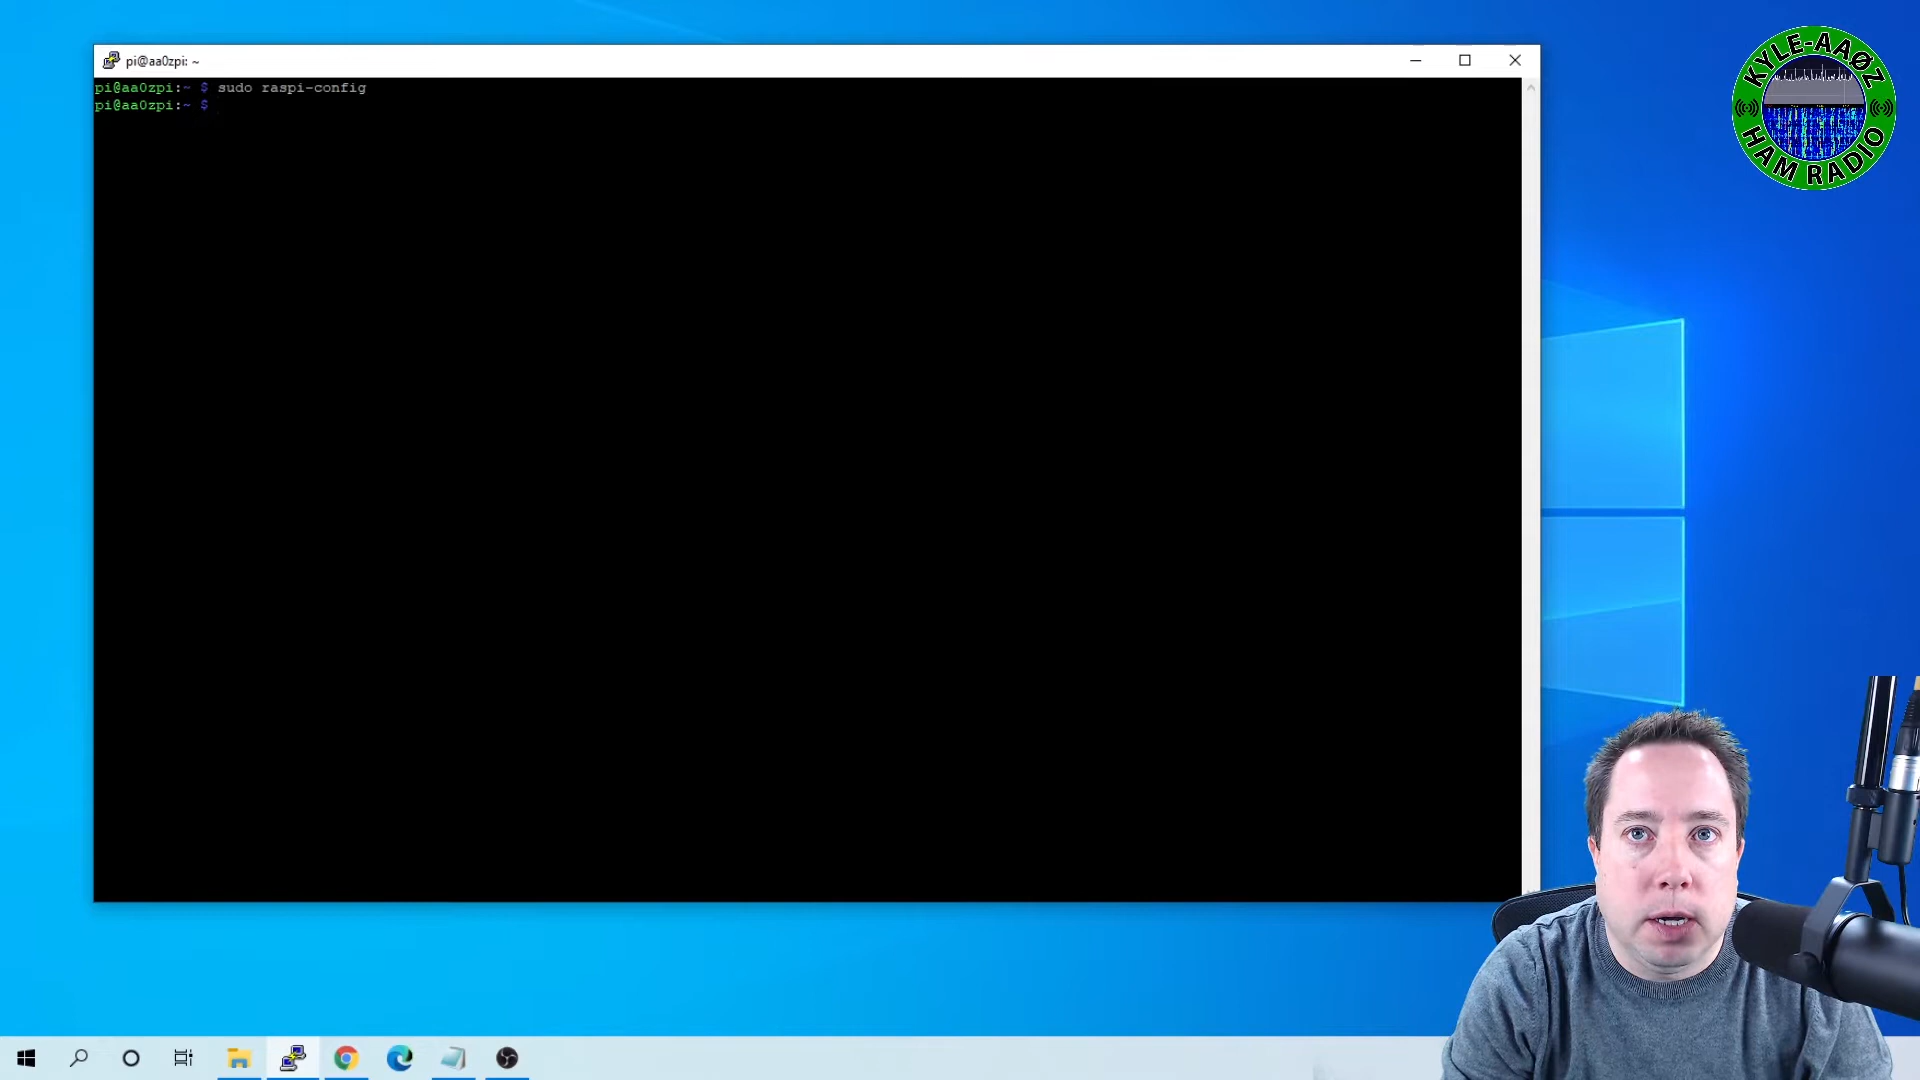 pi@aa0zpi: ~
pi@aa0zpi:~ $ sudo raspi-config
pi@aa0zpi:~ $
KYLE-AAØZ
HAM RADIO